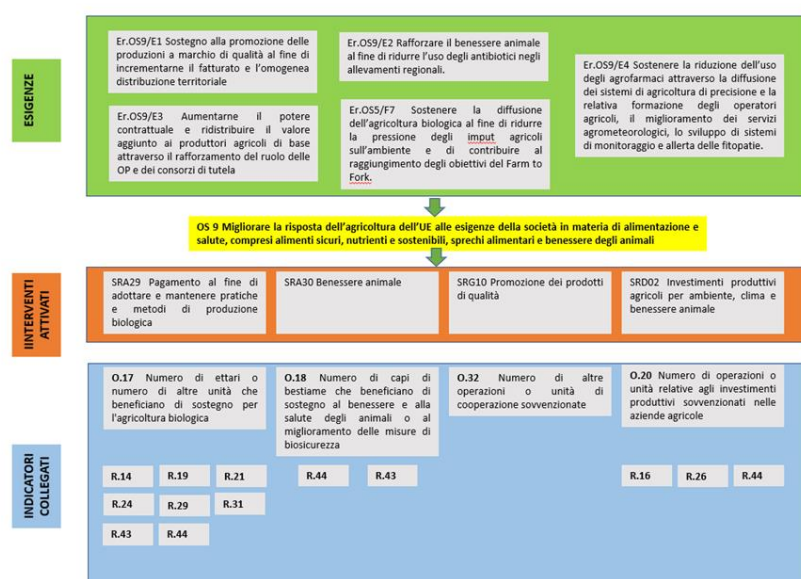 ESIGENZE
Er.OS9/E1 Sostegno alla promozione delle
produzioni a marchio di qualità al fine di
incrementarne il fatturato e l'omogenea
distribuzione territoriale
Er.OS9/E2 Rafforzare il benessere animale
al fine di ridurre l'uso degli antibiotici negli
allevamenti regionali.
Er.OS9/E4 Sostenere la riduzione dell'uso
degli agrofarmaci attraverso la diffusione
dei sistemi di agricoltura di precisione e la
relativa formazione degli operatori
agricoli, il miglioramento dei servizi
agrometeorologici, lo sviluppo di sistemi
di monitoraggio e allerta delle fitopatie.
Er.OS9/E3 Aumentarne il potere
contrattuale e ridistribuire il valore
aggiunto ai produttori agricoli di base
attraverso il rafforzamento del ruolo delle
OP e dei consorzi di tutela
Er.OS5/F7 Sostenere la diffusione
dell'agricoltura biologica al fine di ridurre
la pressione degli imput agricoli
sull'ambiente e di contribuire al
raggiungimento degli obiettivi del Farm to
Fork.
OS 9 Migliorare la risposta dell'agricoltura dell'UE alle esigenze della società in materia di alimentazione e
salute, compresi alimenti sicuri, nutrienti e sostenibili, sprechi alimentari e benessere degli animali
IINTERVENTI
ATTIVATI
SRA29 Pagamento al fine di
adottare e mantenere pratiche
e metodi di produzione
biologica
SRA30 Benessere animale
SRG10 Promozione dei prodotti
di qualità
SRD02 Investimenti produttivi
agricoli per ambiente, clima e
benessere animale
INDICATORI
COLLEGATI
O.17 Numero di ettari o
numero di altre unità che
beneficiano di sostegno per
l'agricoltura biologica
O.18 Numero di capi di
bestiame che beneficiano di
sostegno al benessere e alla
salute degli animali o al
miglioramento delle misure di
biosicurezza
O.32 Numero di altre
operazioni o unità di
cooperazione sovvenzionate
O.20 Numero di operazioni o
unità relative agli investimenti
produttivi sovvenzionati nelle
aziende agricole
R.14 R.19 R.21
R.24 R.29 R.31
R.43 R.44
R.44 R.43
R.16 R.26 R.44